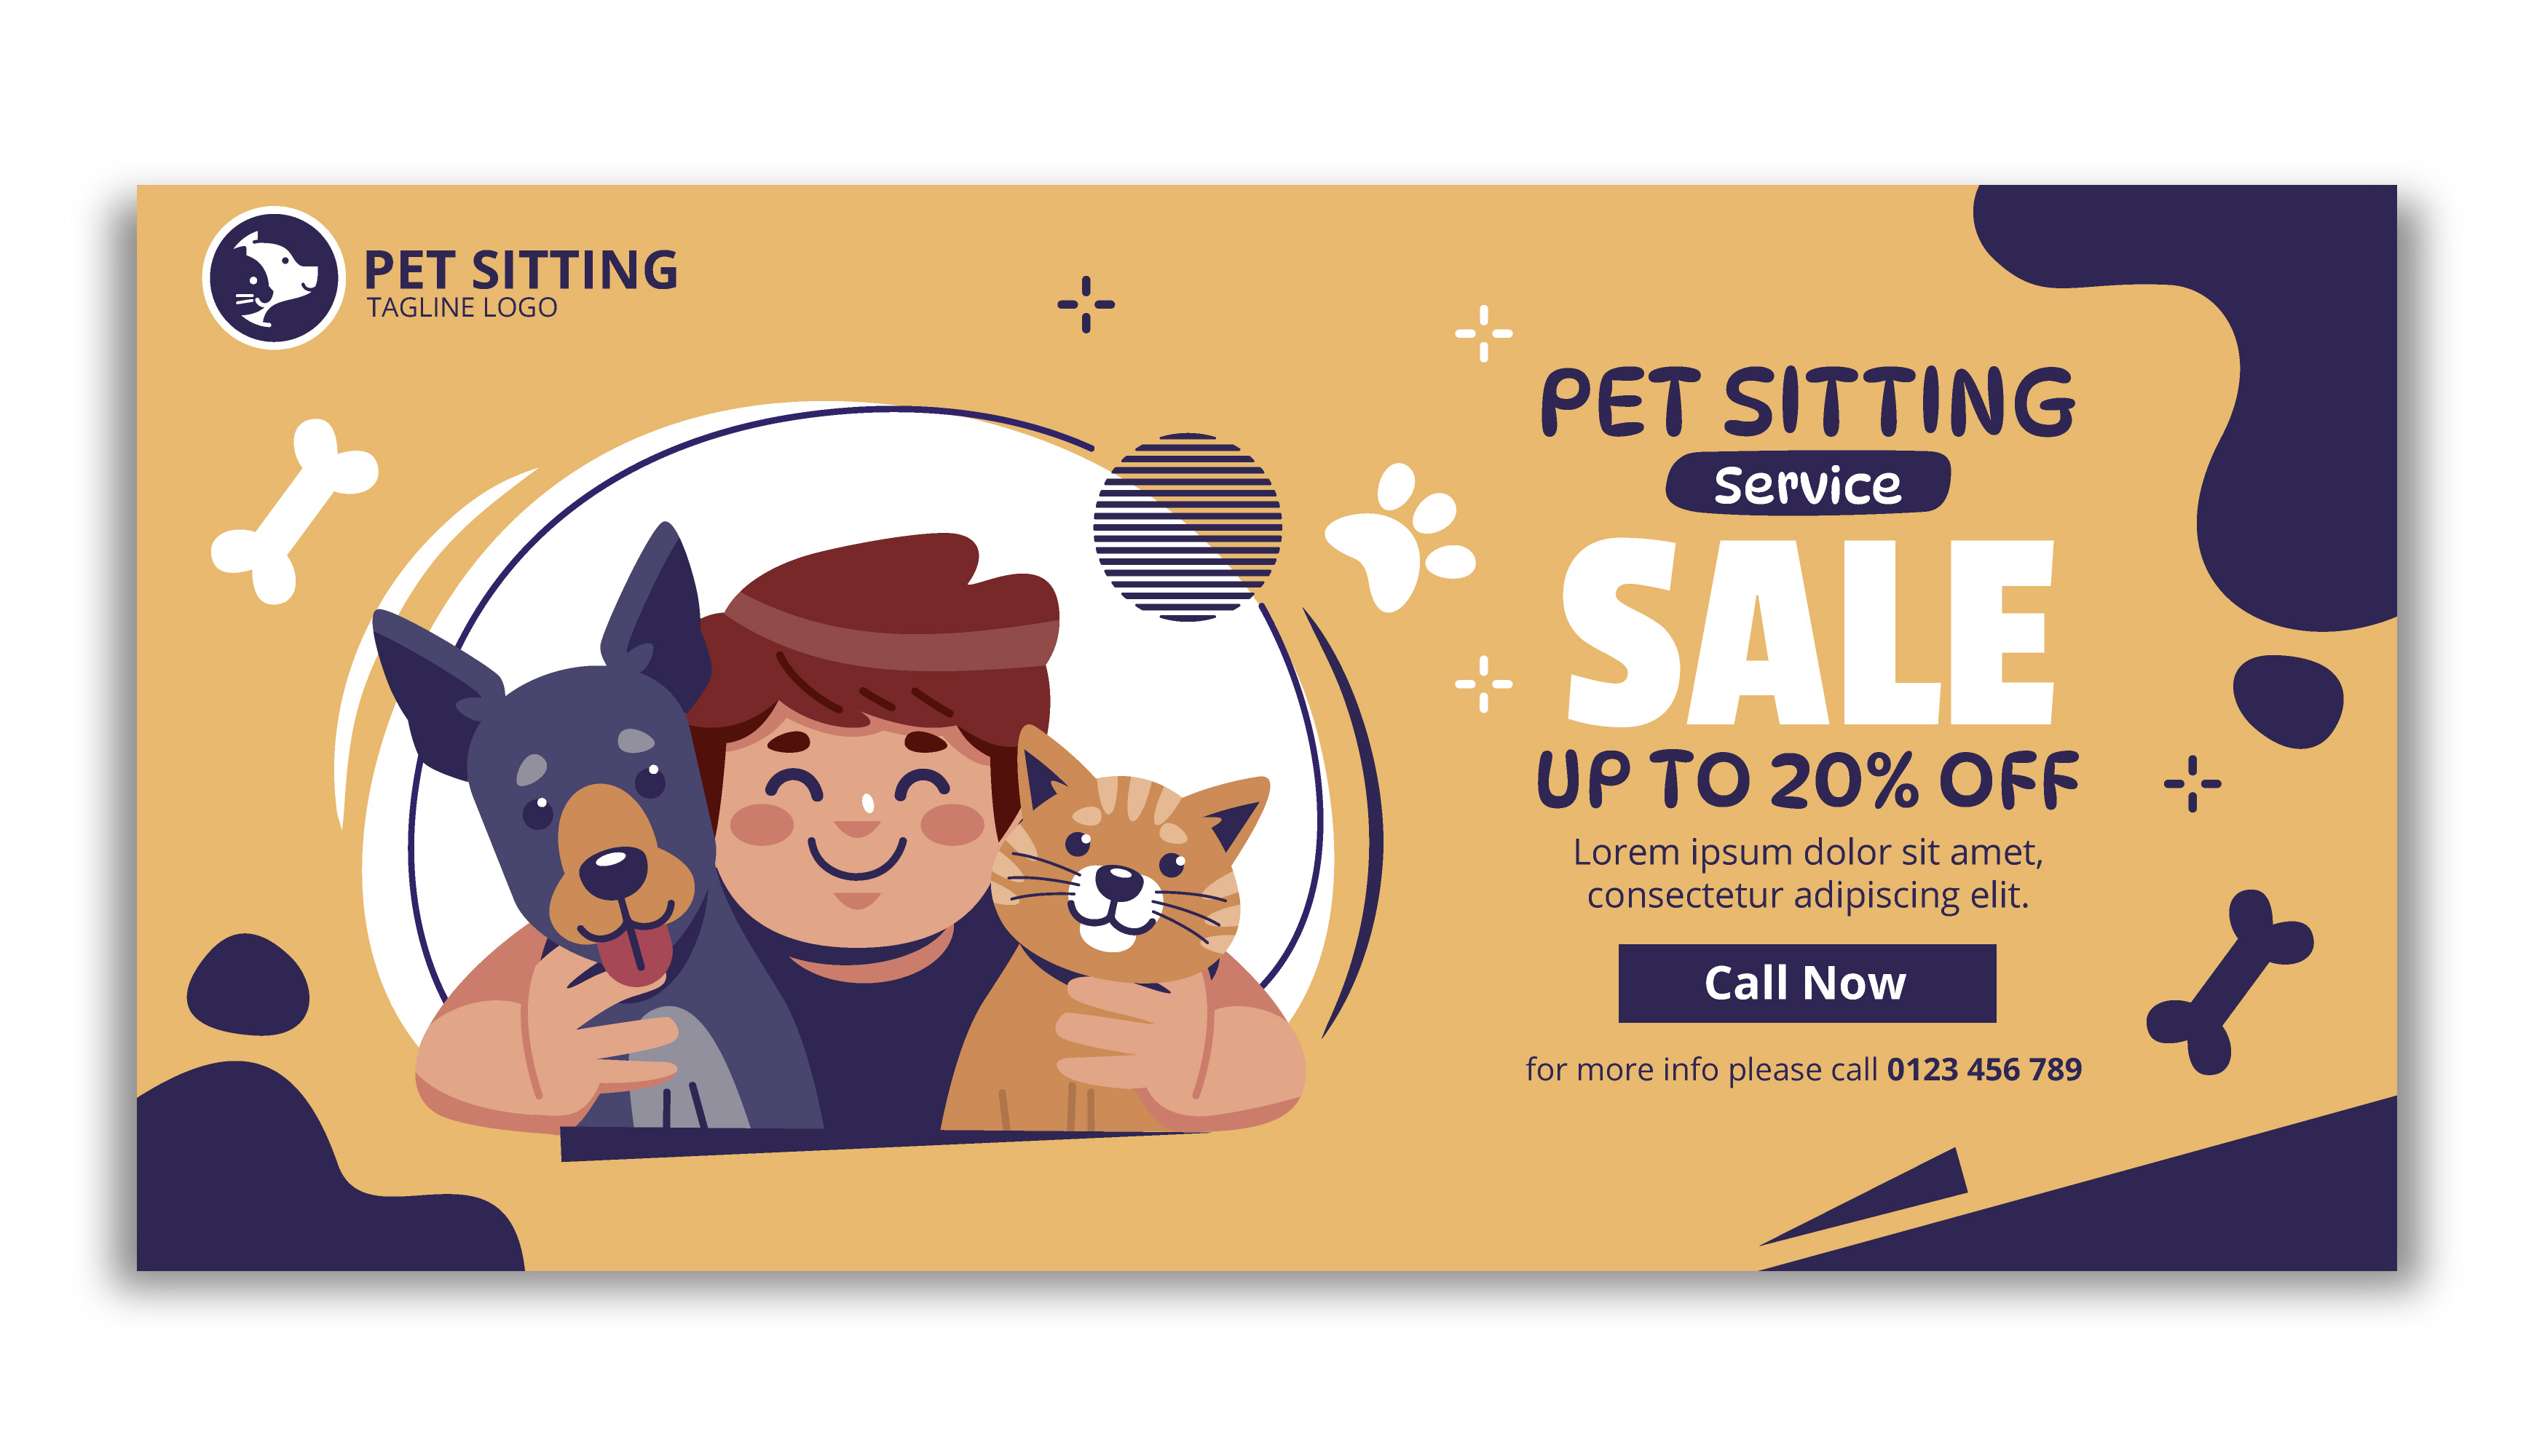 PET SITTING
TAGLINE LOGO
PET SITTING
Service
SALE
UP TO 20% OFF
Lorem ipsum dolor sit amet,
consectetur adipiscing elit.
Call Now
for more info please call 0123 456 789